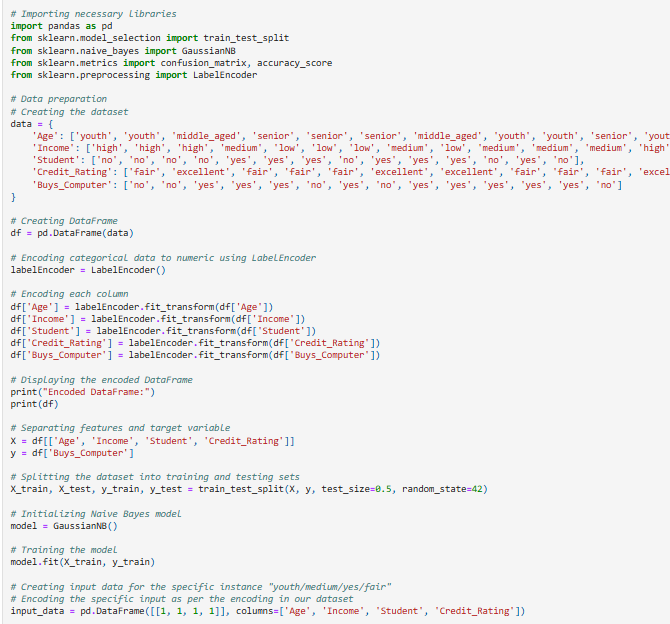 # Importing necessary Libraries
import pandas as pd
from sklearn.model_selection import train_test_split
from sklearn.naive_bayes import GaussianNB
from sklearn.metrics import confusion_matrix, accuracy_score
from sklearn.preprocessing import LabelEncoder
# Data preparation
# Creating the dataset
data = {
'Age': ['youth', 'youth', 'middle_aged', 'senior', 'senior', 'senior', 'middle_aged', 'youth', 'youth', 'senior', 'yout
'Income': ['high', 'high', 'high', 'medium', 'low', 'low', 'low', 'medium', 'low', 'medium', 'medium', 'medium', 'high'
'Student': ['no', 'no', 'no', 'no', 'yes', 'yes', 'yes', 'no', 'yes', 'yes', 'yes', 'no', 'yes', 'no'],
'Credit_Rating': ['fair', 'excellent', 'fair', 'fair', 'fair', 'excellent', 'excellent', 'fair', 'fair', 'fair', 'excel
'Buys_Computer': ['no', 'no', 'yes', 'yes', 'yes', 'no', 'yes', 'no', 'yes', 'yes', 'yes', 'yes', 'yes', 'no']
}
# Creating DataFrame
df = pd.DataFrame(data)
# Encoding categorical data to numeric using LabelEncoder
labelEncoder = LabelEncoder()
# Encoding each column
df['Age'] = labelEncoder.fit_transform(df['Age'])
df['Income'] = labelEncoder.fit_transform(df['Income'])
df['Student'] = labelEncoder.fit_transform(df['Student'])
df['Credit_Rating'] = labelEncoder.fit_transform(df['Credit_Rating'])
df['Buys_Computer'] = labelEncoder.fit_transform(df['Buys_Computer'])
# Displaying the encoded DataFrame
print("Encoded DataFrame:")
print(df)
# Separating features and target variable
X = df[['Age', 'Income', 'Student', 'Credit_Rating']]
y = df['Buys_Computer']
# Splitting the dataset into training and testing sets
X_train, X_test, y_train, y_test = train_test_split(X, y, test_size=0.5, random_state=42)
# Initializing Naive Bayes model
model = GaussianNB()
# Training the model
model.fit(X_train, y_train)
# Creating input data for the specific instance "youth/medium/yes/fair"
# Encoding the specific input as per the encoding in our dataset
input_data = pd.DataFrame([[1, 1, 1, 1]], columns=['Age', 'Income', 'Student', 'Credit_Rating'])